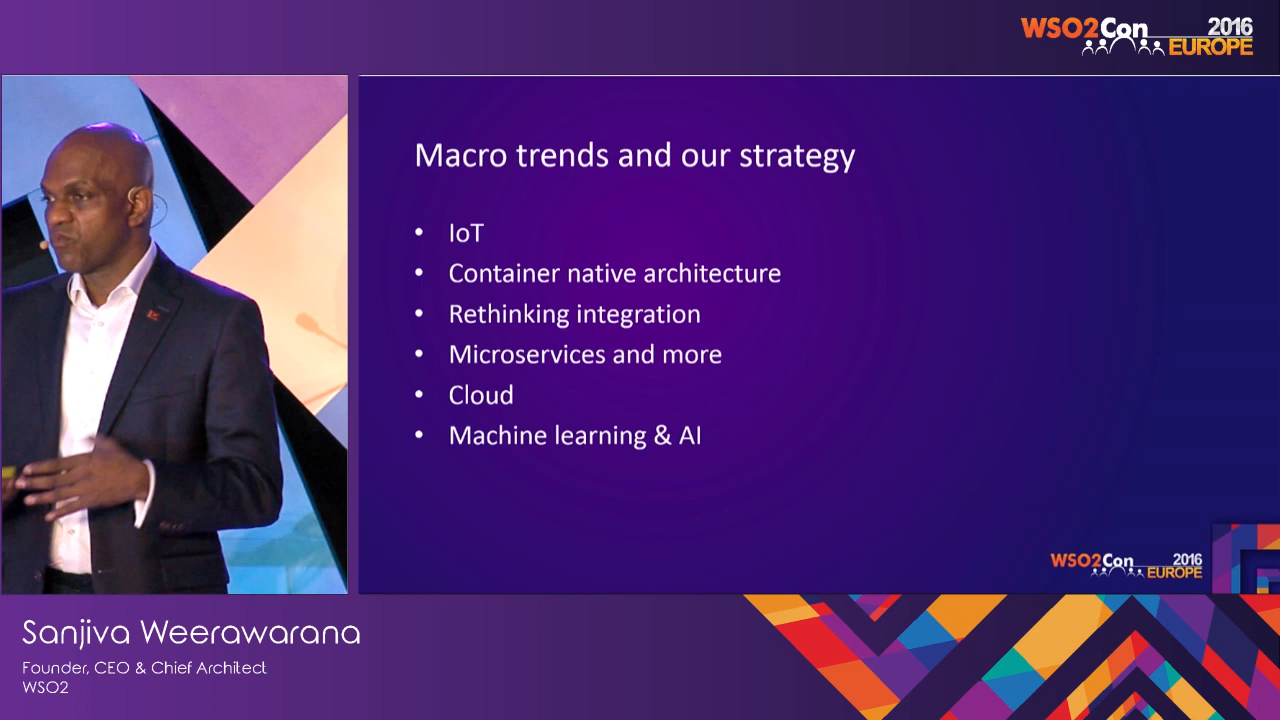 WSO2Con 2016
EUROPE
Macro trends and our strategy
• IoT
• Container native architecture
• Rethinking integration
• Microservices and more
• Cloud
• Machine learning & AI
WSO2Con 2016
EUROPE
Sanjiva Weerawarana
Founder, CEO & Chief Architect
WSO2